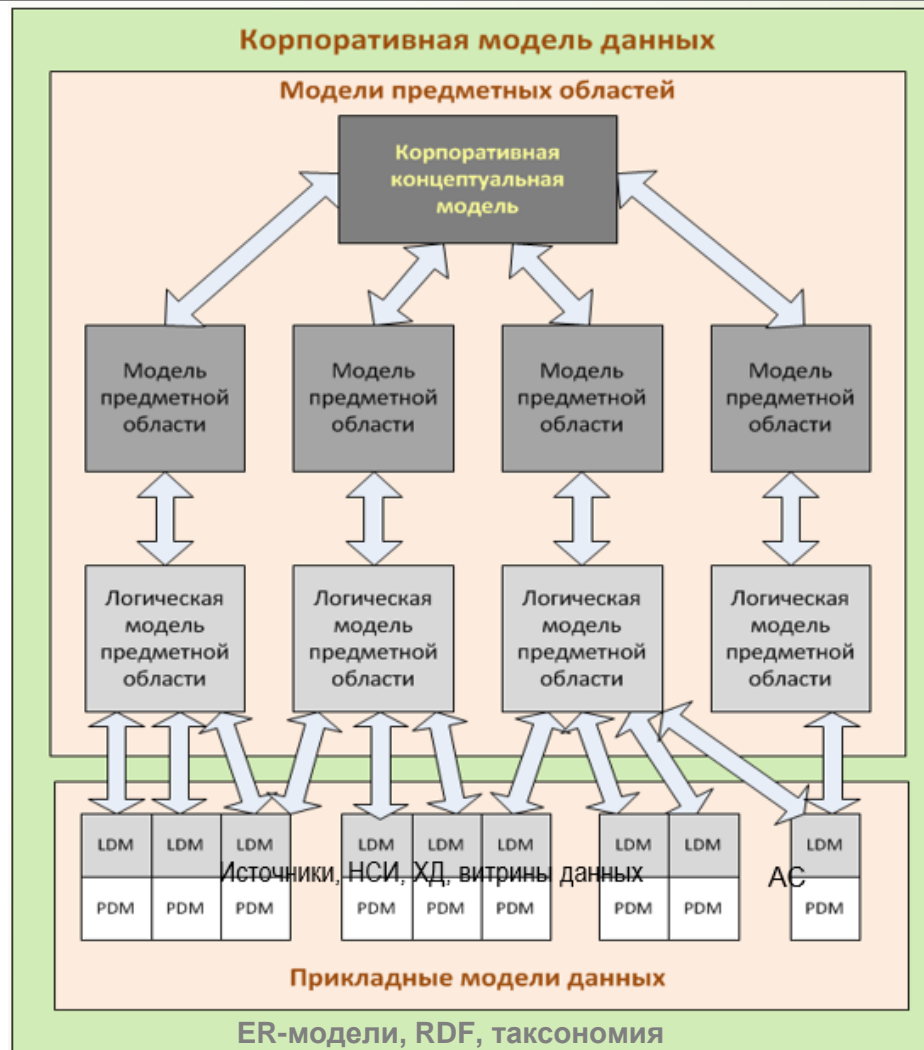 Корпоративная модель данных
Модели предметных областей
Корпоративная
концептуальная
модель
Модель
предметной
области
Модель
предметной
области
Модель
предметной
области
Модель
предметной
области
Логическая
модель
предметной
области
Логическая
модель
предметной
области
Логическая
модель
предметной
области
Логическая
модель
предметной
области
LDM LDM LDM LDM LDM LDM LDM LDM LDM
Источники, НСИ, ХД, витрины данных АС
PDM PDM PDM PDM PDM PDM PDM PDM PDM
Прикладные модели данных
ER-модели, RDF, таксономия